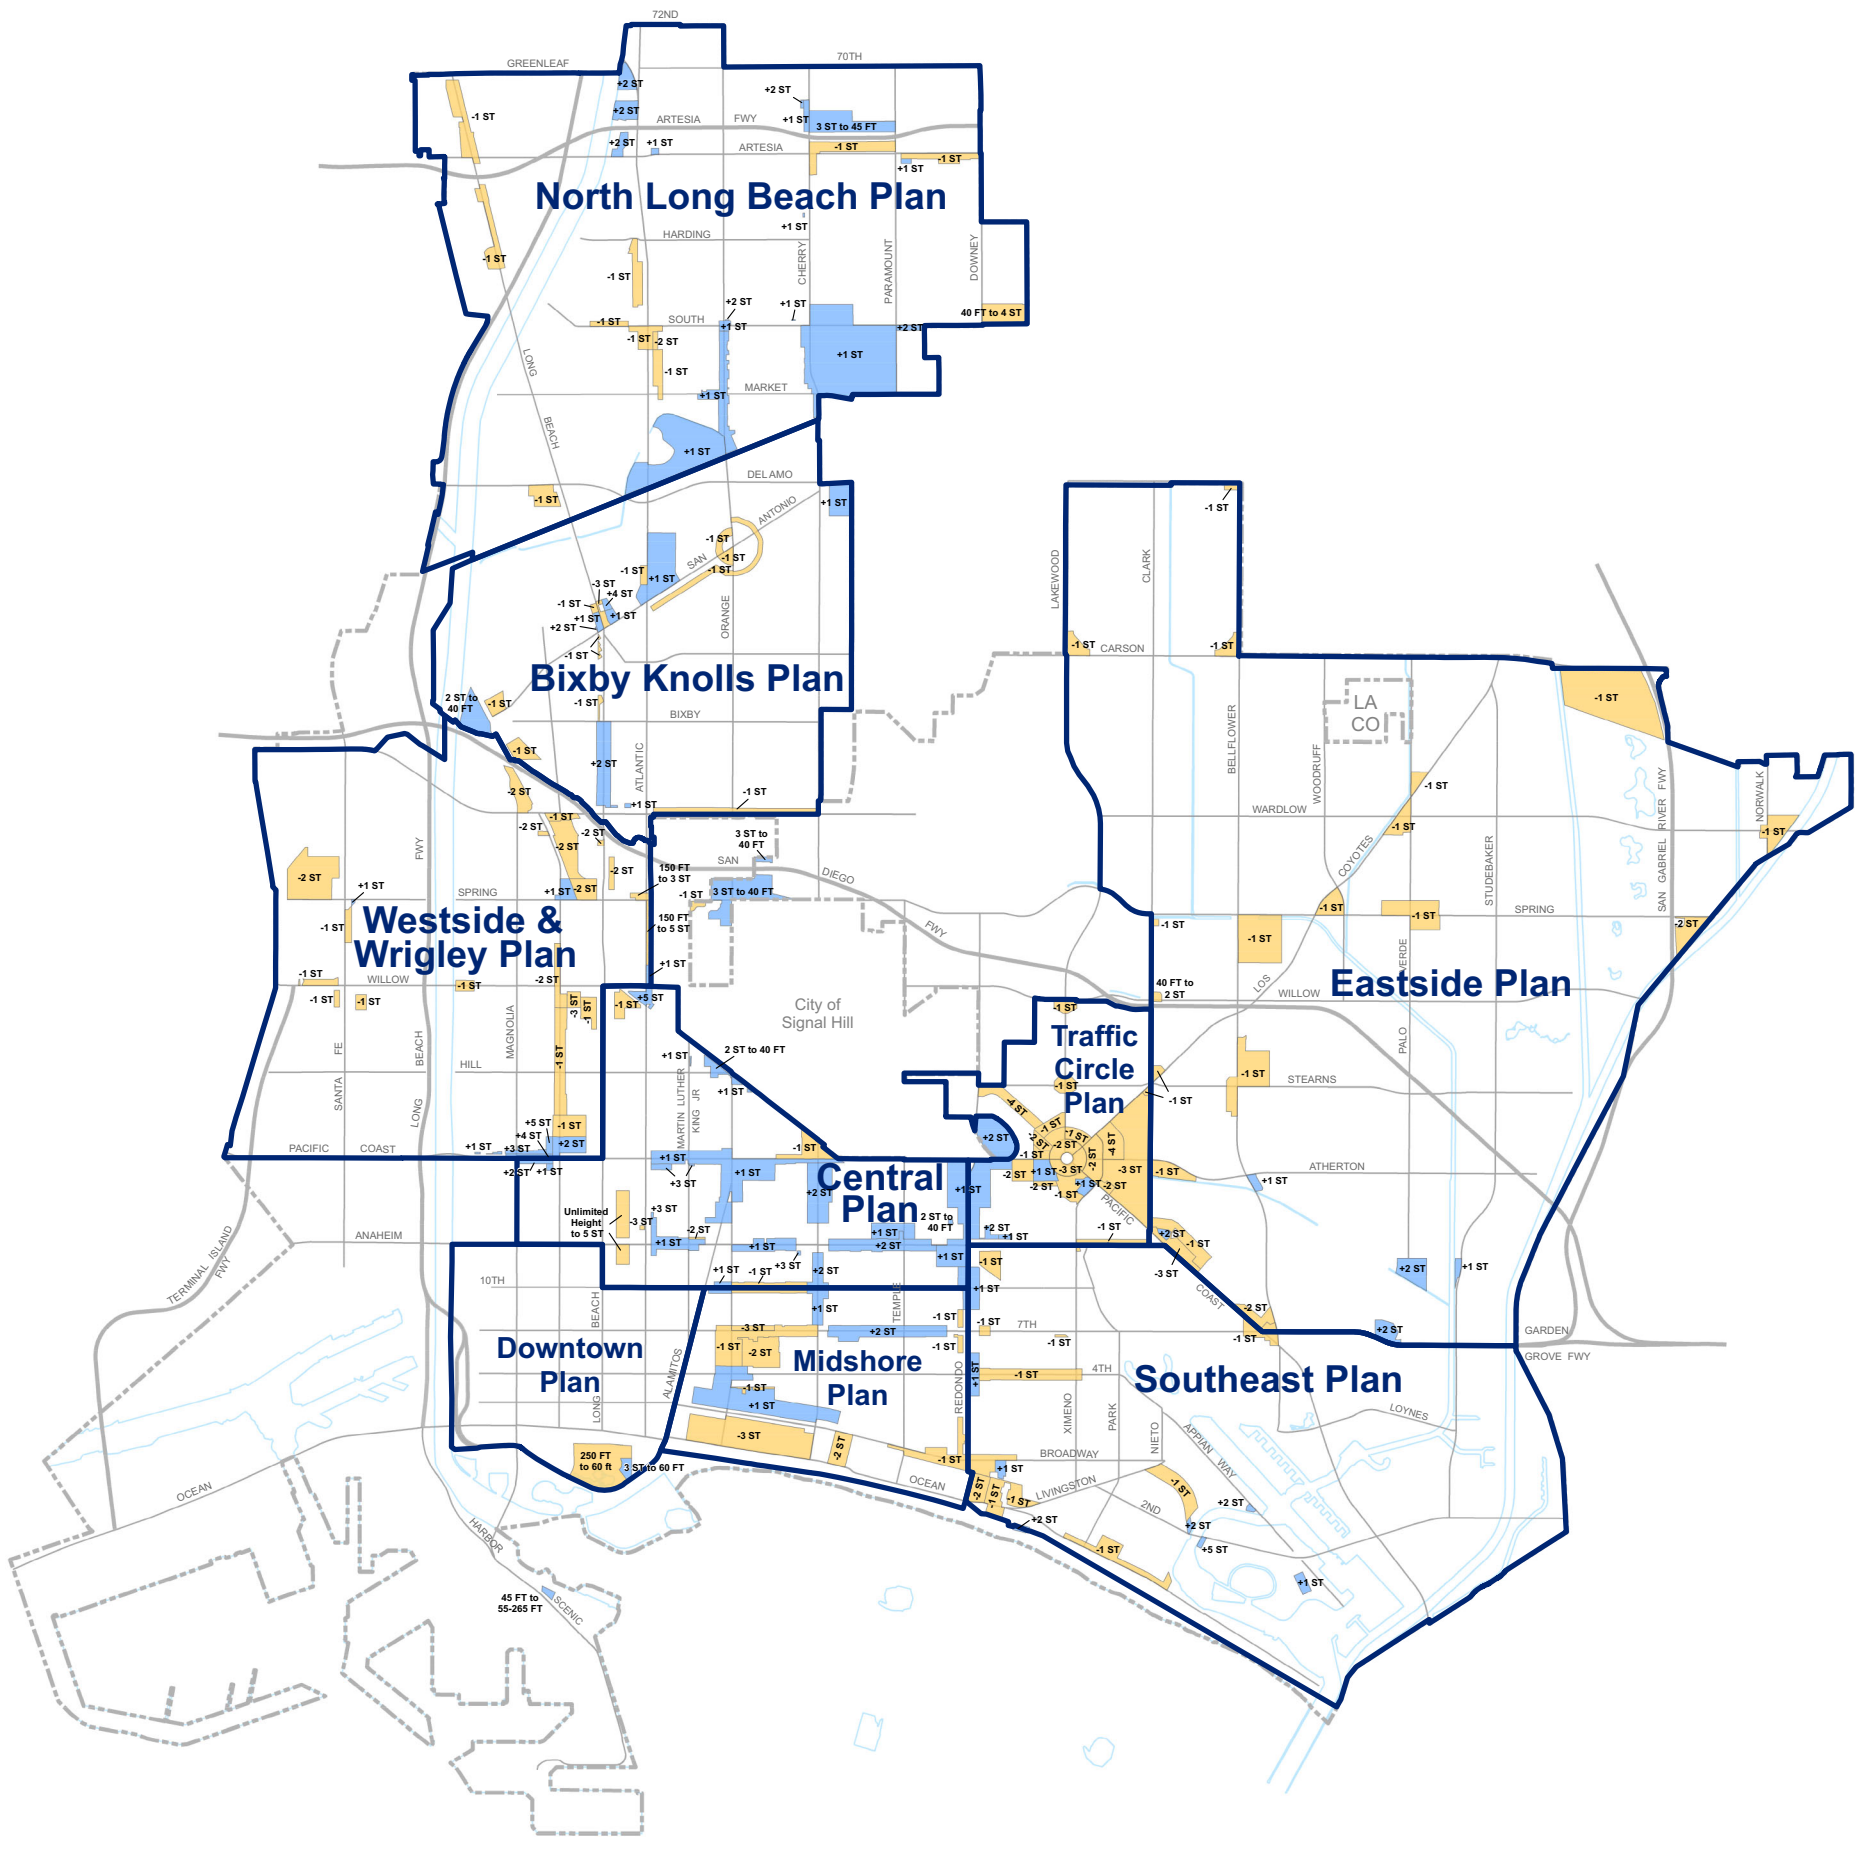 72ND
70TH
GREENLEAF
+2 ST
+2 ST
+2 ST
-1 ST
+1 ST
3 ST to 45 FT
ARTESIA
FWY
+2 ST
+1 ST
ARTESIA
-1 ST
-1 ST
+1 ST
North Long Beach Plan
+1 ST
HARDING
CHERRY
PARAMOUNT
DOWNEY
-1 ST
-1 ST
+2 ST
+1 ST
40 FT to 4 ST
-1 ST
SOUTH
+1 ST
+2 ST
-1 ST
-2 ST
+1 ST
LONG
-1 ST
MARKET
+1 ST
BEACH
+1 ST
DEL AMO
-1 ST
ANTONIO
+1 ST
-1 ST
-1 ST
SAN
-1 ST
-1 ST
+1 ST
-3 ST
+4 ST
-1 ST
+1 ST
+1 ST
+2 ST
ORANGE
-1 ST
Bixby Knolls Plan
2 ST to
40 FT
-1 ST
-1 ST
BIXBY
-1 ST
+2 ST
ATLANTIC
-1 ST
+1 ST
LAKEWOOD
CLARK
-1 ST
-1 ST
CARSON
-1 ST
LA
CO
-1 ST
BELLFLOWER
WOODRUFF
-1 ST
WARDLOW
-1 ST
NORWALK
-1 ST
SAN GABRIEL RIVER FWY
COYOTES
STUDEBAKER
-1 ST
-1 ST
SPRING
-2 ST
-1 ST
-1 ST
VERDE
Eastside Plan
40 FT to
2 ST
LOS
WILLOW
PALO
-1 ST
STEARNS
-1 ST
ATHERTON
-1 ST
+1 ST
+2 ST
-1 ST
-3 ST
+2 ST
+1 ST
COAST
-2 ST
-1 ST
+2 ST
GARDEN
GROVE FWY
-2 ST
-1 ST
-2 ST
-2 ST
-2 ST
-2 ST
3 ST to
40 FT
SAN
DIEGO
FWY
150 FT
to 3 ST
-1 ST
3 ST to 40 FT
FWY
-2 ST
+1 ST
SPRING
+1 ST
-2 ST
150 FT
to 5 ST
-1 ST
Westside &
Wrigley Plan
+1 ST
-1 ST
WILLOW
-1 ST
-2 ST
-1 ST
-1 ST
-3 ST
-1 ST
-1 ST
+5 ST
City of
Signal Hill
SANTA
FE
LONG
BEACH
MAGNOLIA
HILL
-1 ST
+1 ST
2 ST to 40 FT
+1 ST
MARTIN LUTHER
KING JR
-1 ST
Traffic
Circle
Plan
-1 ST
-4 ST
+2 ST
-1 ST
-1 ST
-2 ST
-2 ST
-1 ST
-4 ST
-2 ST
-3 ST
-3 ST
-2 ST
+1 ST
-2 ST
+1 ST
-2 ST
-1 ST
PACIFIC
-1 ST
PACIFIC
COAST
+5 ST
+4 ST
+3 ST
+1 ST
-1 ST
+2 ST
+2 ST
+1 ST
+1 ST
+3 ST
+1 ST
-1 ST
+2 ST
Central
Plan
+1 ST
2 ST to
40 FT
+2 ST
+1 ST
Unlimited
Height
to 5 ST
-3 ST
+3 ST
-2 ST
+1 ST
+1 ST
+3 ST
+1 ST
+2 ST
+1 ST
ANAHEIM
TERMINAL ISLAND
FWY
10TH
+1 ST
-1 ST
+2 ST
+1 ST
TEMPLE
+1 ST
-1 ST
Downtown
Plan
LONG
BEACH
ALAMITOS
-3 ST
-1 ST
-2 ST
+2 ST
-1 ST
-1 ST
Midshore
Plan
-1 ST
+1 ST
-3 ST
-2 ST
-1 ST
REDONDO
-1 ST
7TH
-1 ST
-1 ST
4TH
+1 ST
Southeast Plan
XIMENO
PARK
NIETO
APPIAN
WAY
LOYNES
BROADWAY
+1 ST
LIVINGSTON
-2 ST
-1 ST
-1 ST
+2 ST
2ND
-1 ST
+2 ST
+2 ST
+5 ST
-1 ST
+1 ST
250 FT
to 60 ft
3 ST to 60 FT
OCEAN
OCEAN
HARBOR
SCENIC
45 FT to
55-265 FT